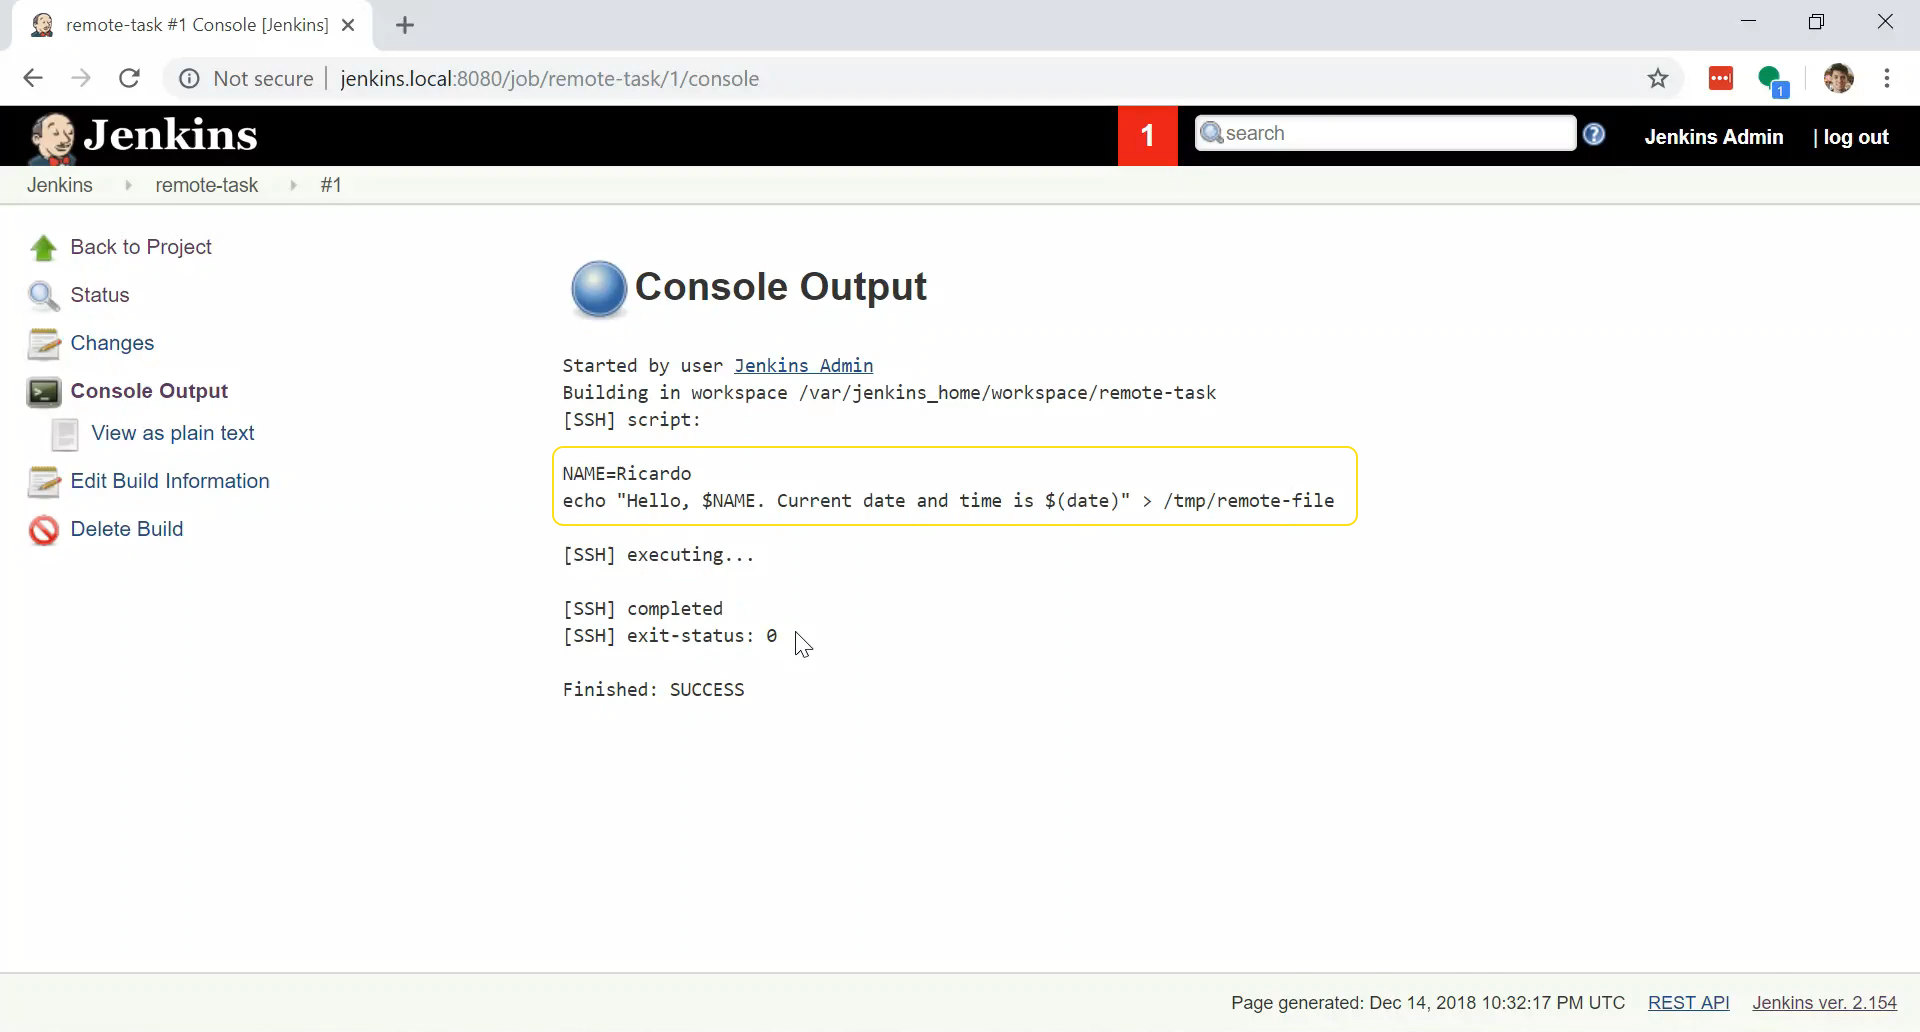 remote-task #1 Console [Jenkins]
Not secure | jenkins.local:8080/job/remote-task/1/console
1
Jenkins
1
search
Jenkins Admin
| log out
Jenkins
remote-task
#1
Back to Project
Status
Changes
Console Output
View as plain text
Edit Build Information
Delete Build
Console Output
Started by user Jenkins Admin
Building in workspace /var/jenkins_home/workspace/remote-task
[SSH] script:
NAME=Ricardo
echo "Hello, $NAME. Current date and time is $(date)" > /tmp/remote-file
[SSH] executing...
[SSH] completed
[SSH] exit-status: 0
Finished: SUCCESS
Page generated: Dec 14, 2018 10:32:17 PM UTC
REST API
Jenkins ver. 2.154